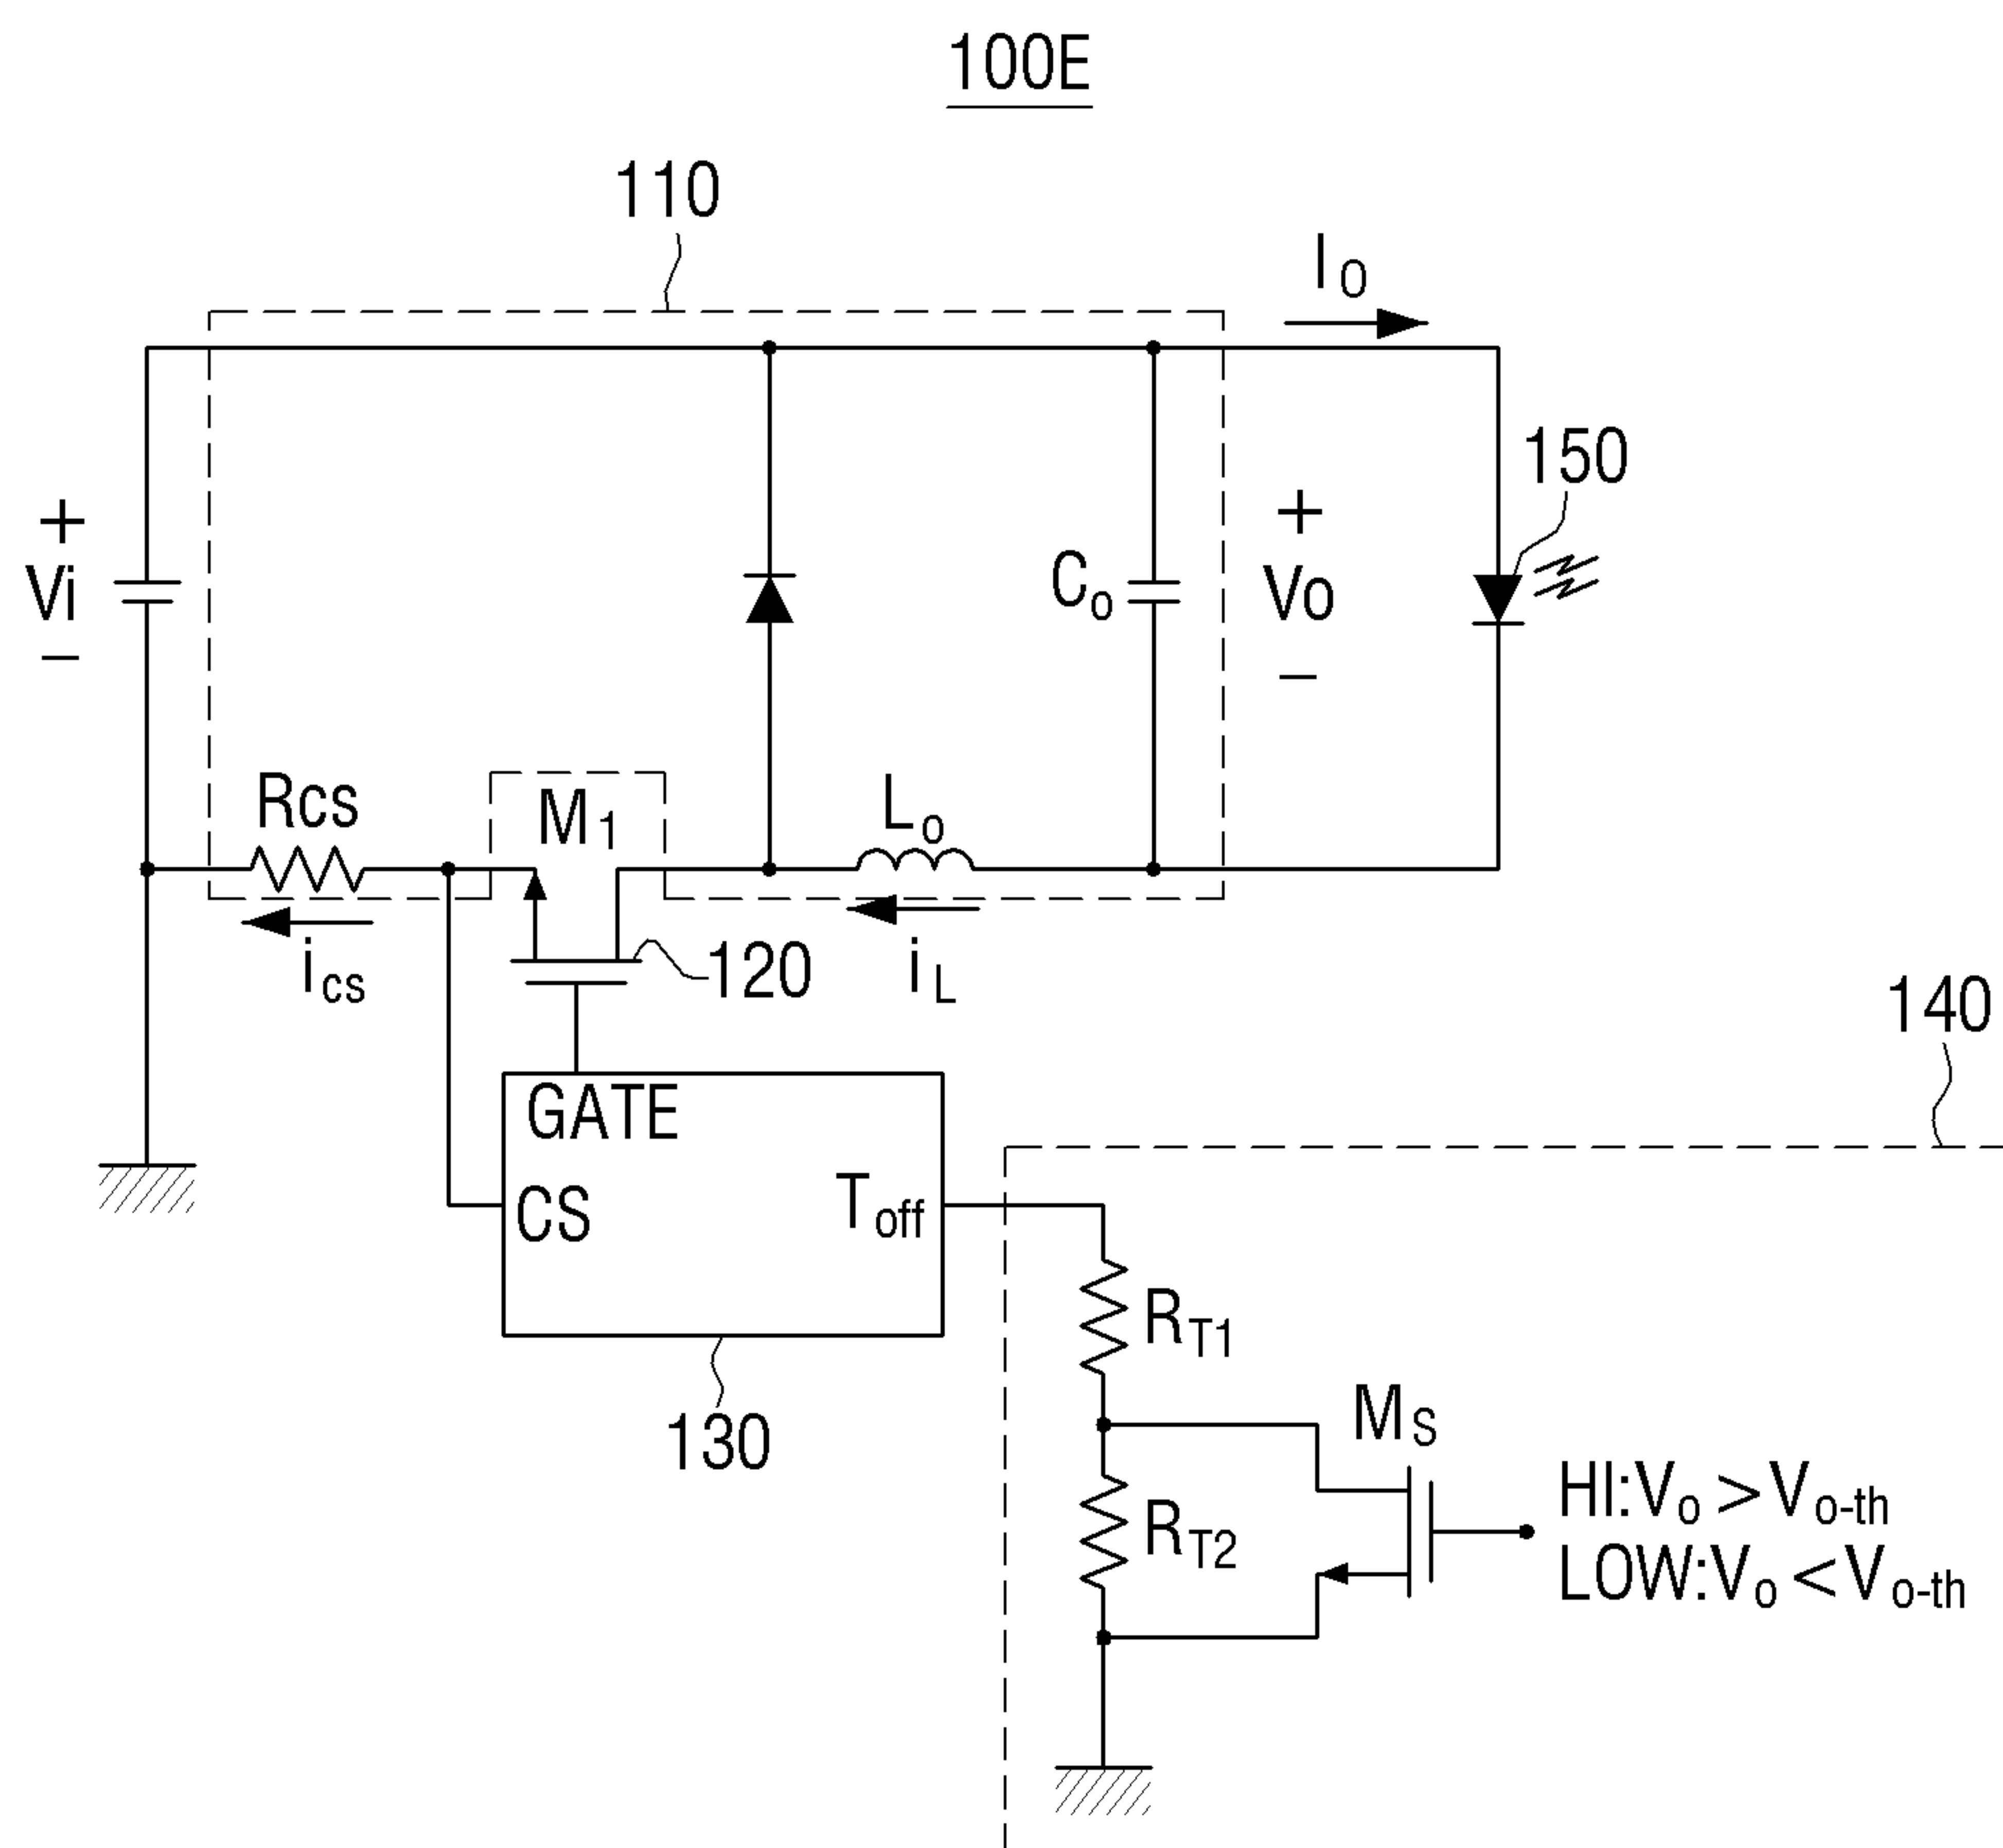 100E
110
Io
150
+
Vi
−
Co
+
Vo
−
Rcs
M1
Lo
ics
120
iL
140
GATE
CS
Toff
RT1
130
MS
RT2
HI:Vo > Vo-th
LOW:Vo < Vo-th